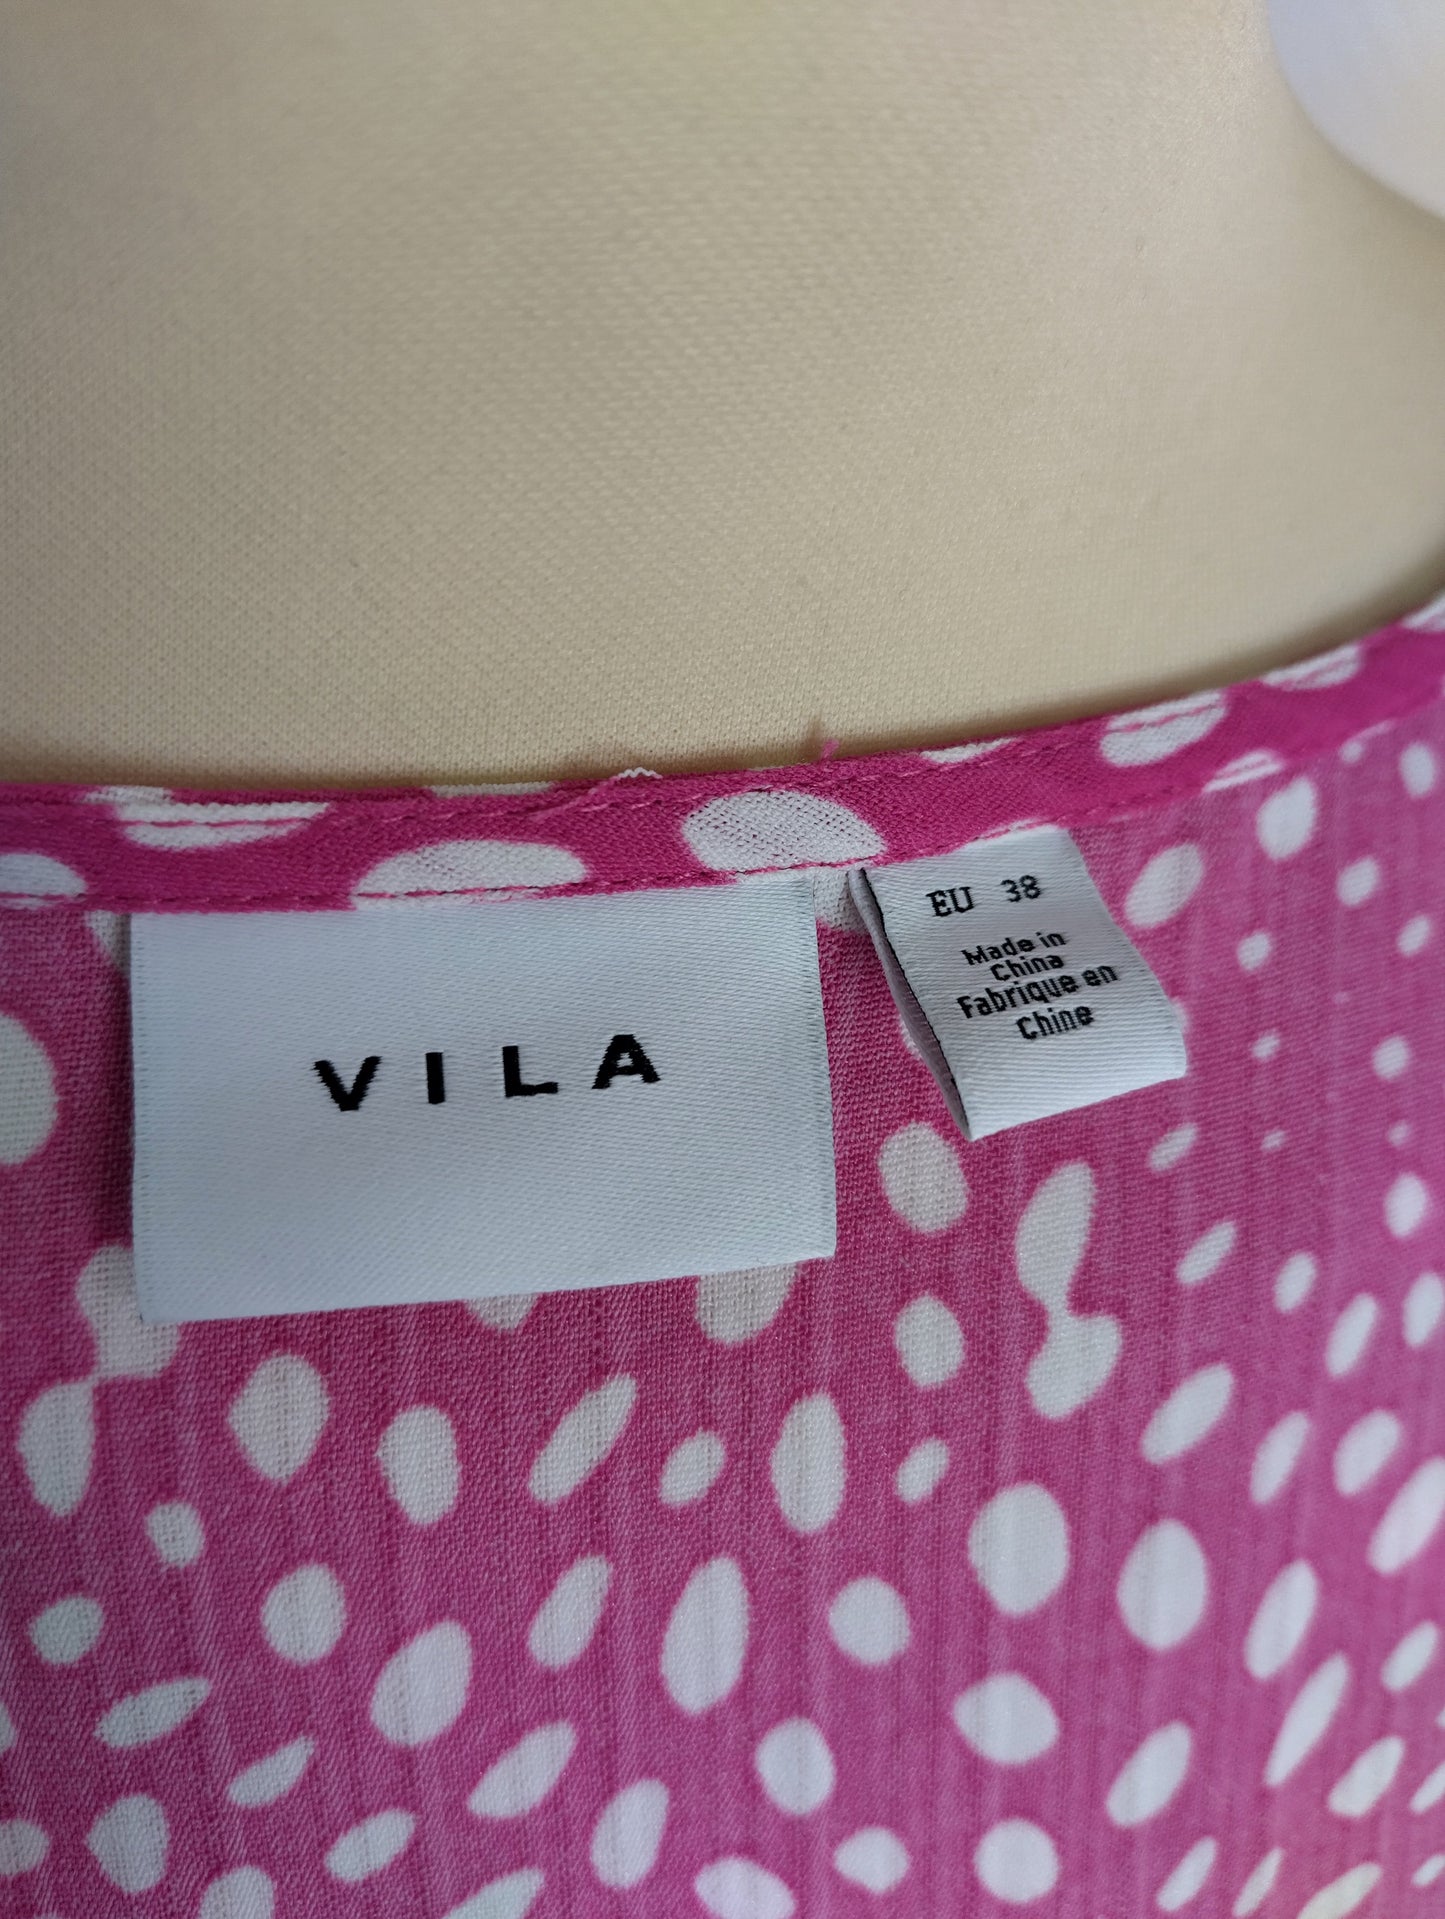 VILA
EU 38
Made in
China
Fabrique en
Chine